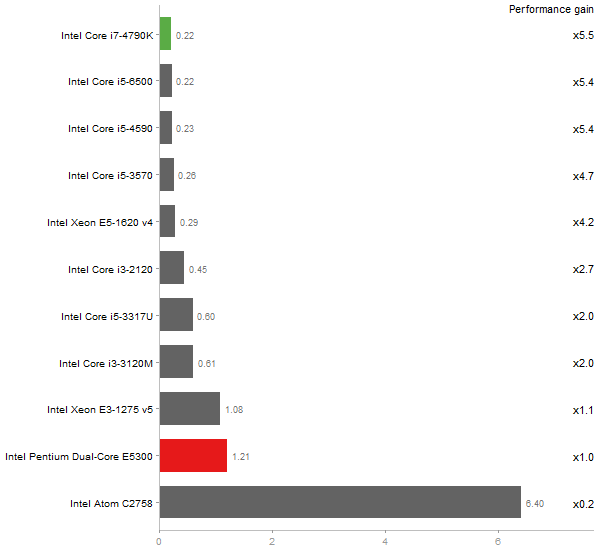 Performance gain
Intel Core i7-4790K 0.22 x5.5
Intel Core i5-6500 0.22 x5.4
Intel Core i5-4590 0.23 x5.4
Intel Core i5-3570 0.26 x4.7
Intel Xeon E5-1620 v4 0.29 x4.2
Intel Core i3-2120 0.45 x2.7
Intel Core i5-3317U 0.60 x2.0
Intel Core i3-3120M 0.61 x2.0
Intel Xeon E3-1275 v5 1.08 x1.1
Intel Pentium Dual-Core E5300 1.21 x1.0
Intel Atom C2758 6.40 x0.2
0 2 4 6